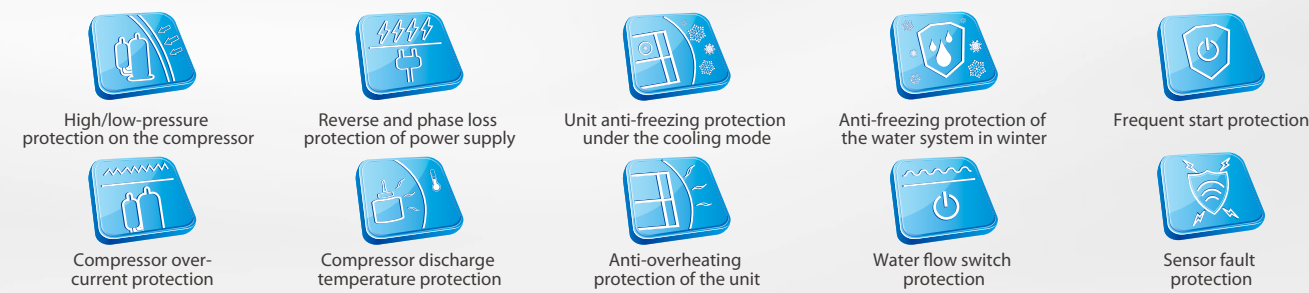 High/low-pressure
protection on the compressor
Reverse and phase loss
protection of power supply
Unit anti-freezing protection
under the cooling mode
Anti-freezing protection of
the water system in winter
Frequent start protection
Compressor over-
current protection
Compressor discharge
temperature protection
Anti-overheating
protection of the unit
Water flow switch
protection
Sensor fault
protection